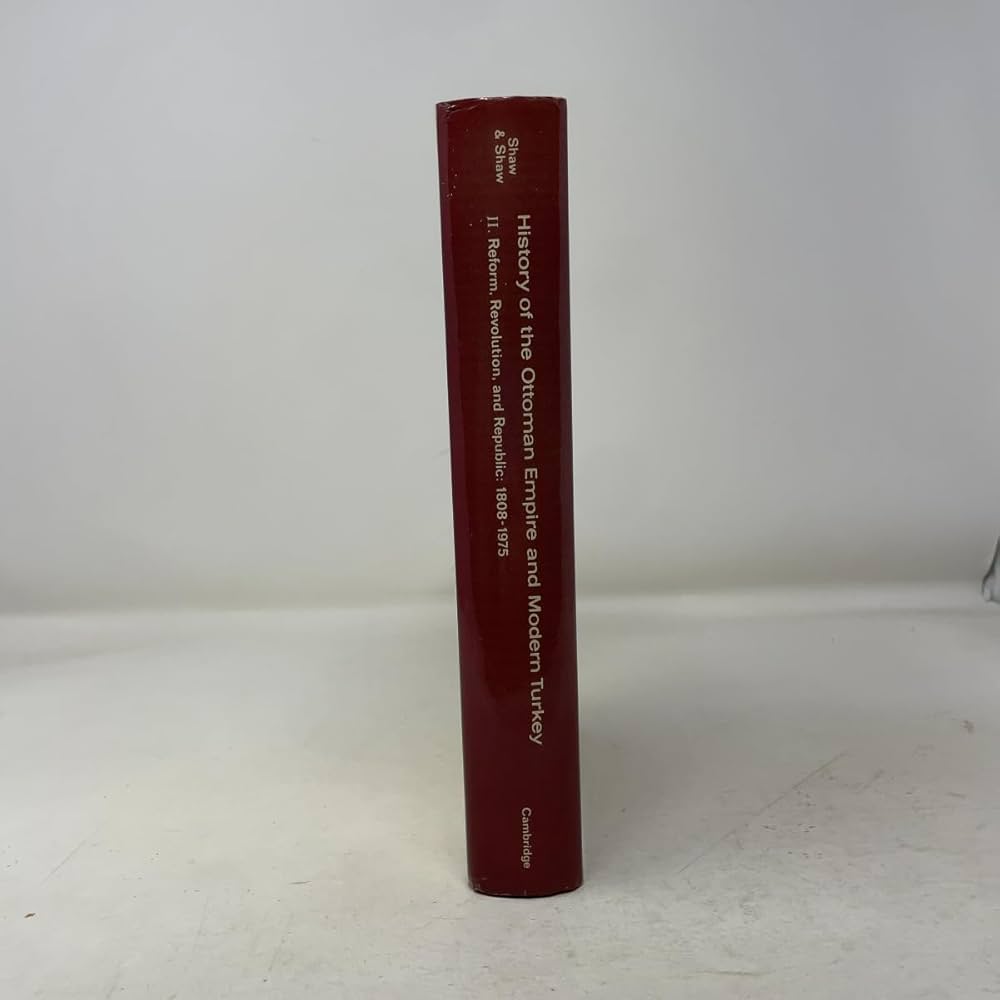 Shaw
& Shaw
History of the Ottoman Empire and Modern Turkey
II. Reform, Revolution, and Republic: 1808-1975
Cambridge